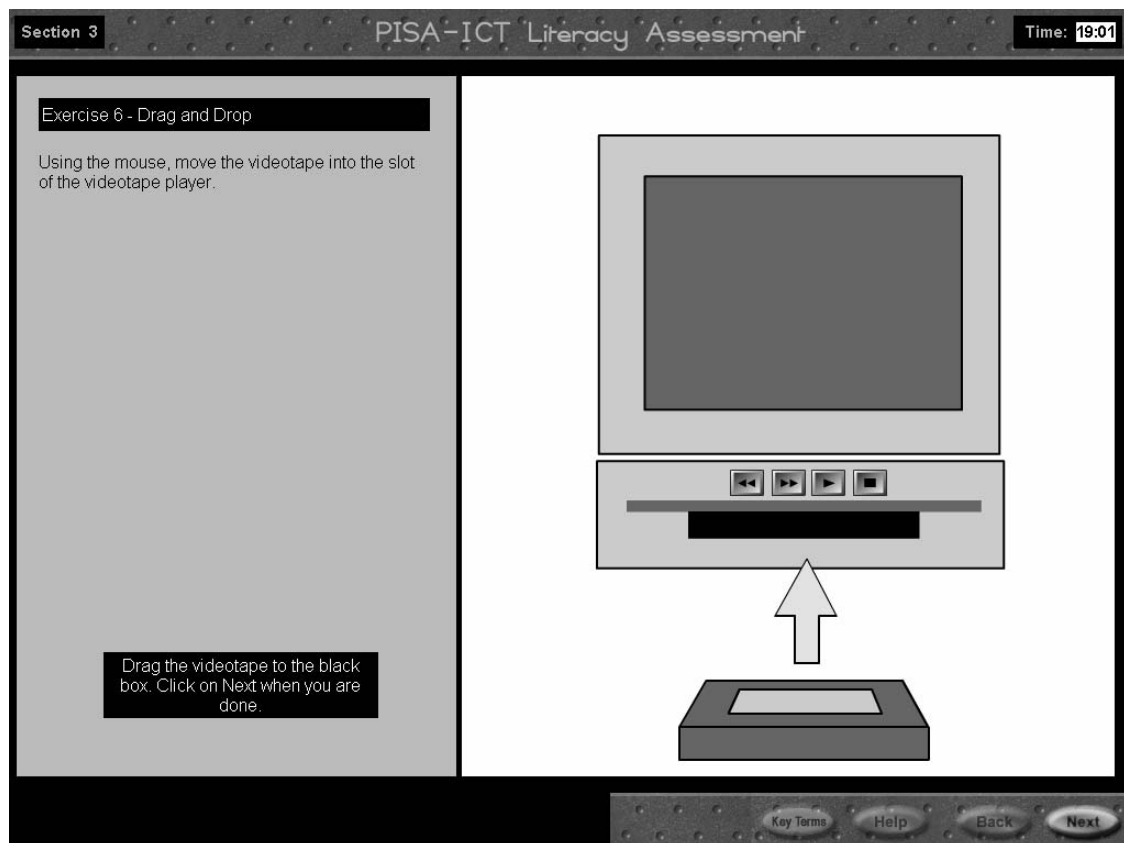 Section 3
PISA-ICT Literacy Assessment
Time: 19:01
Exercise 6 - Drag and Drop
Using the mouse, move the videotape into the slot
of the videotape player.
Drag the videotape to the black
box. Click on Next when you are
done.
Key Terms
Help
Back
Next